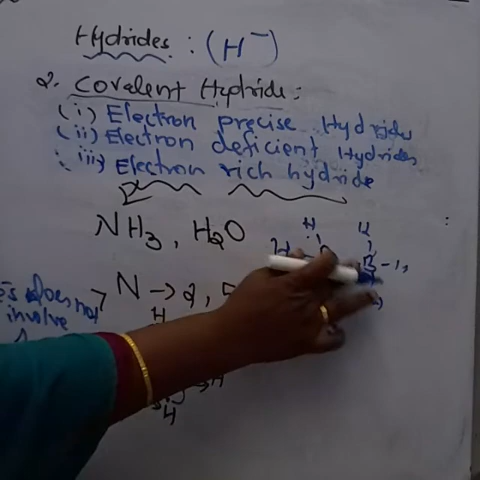 Hydrides : (H⁻)
2. Covalent Hydride:
(i) Electron precise Hydrides
(ii) Electron deficient Hydrides
(iii) Electron rich hydride
NH3, H2O
H H
H
does not N → 2, 5
involve H
H
H